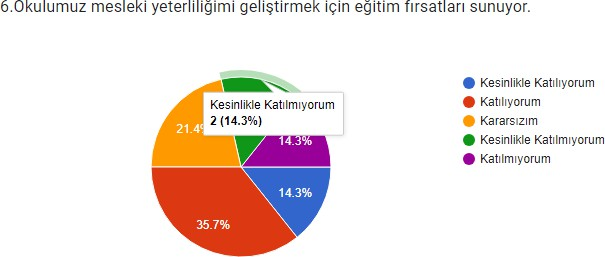 6.Okulumuz mesleki yeterliliğimi geliştirmek için eğitim fırsatları sunuyor.
Kesinlikle Katılıyorum
Katılıyorum
Kararsızım
Kesinlikle Katılmıyorum
Katılmıyorum
Kesinlikle Katılmıyorum
2 (14.3%)
21.4%
14.3%
14.3%
35.7%